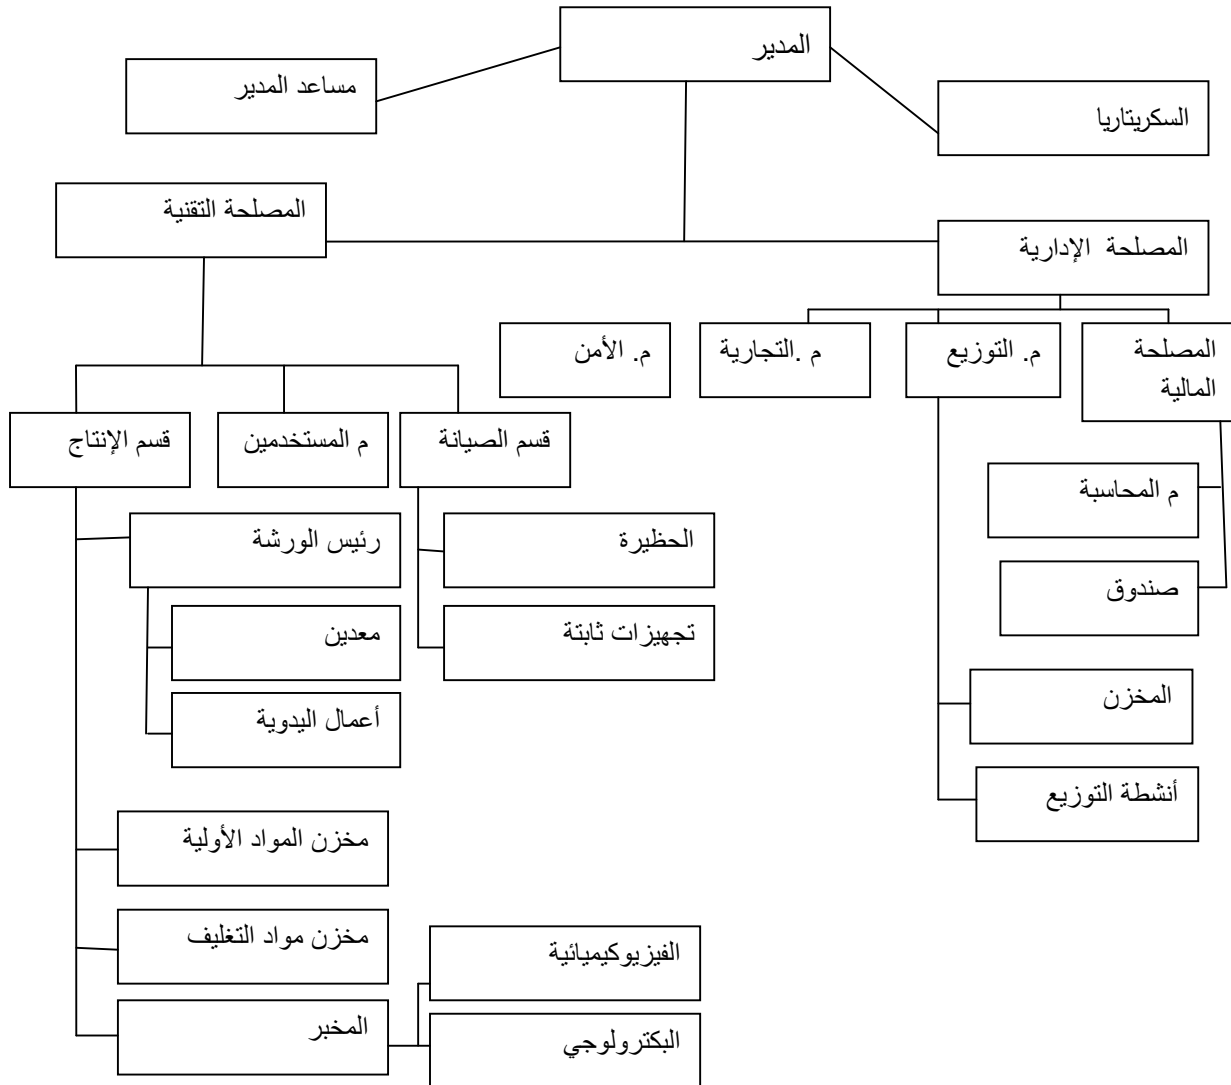 المدير
مساعد المدير
السكريتاريا
المصلحة التقنية
المصلحة الإدارية
المصلحة
المالية
م. التوزيع
م .التجارية
م. الأمن
قسم الصيانة
م المستخدمين
قسم الإنتاج
م المحاسبة
صندوق
المخزن
أنشطة التوزيع
الحظيرة
تجهيزات ثابتة
رئيس الورشة
معدين
أعمال اليدوية
مخزن المواد الأولية
مخزن مواد التغليف
المخبر
الفيزيوكيميائية
البكترولوجي